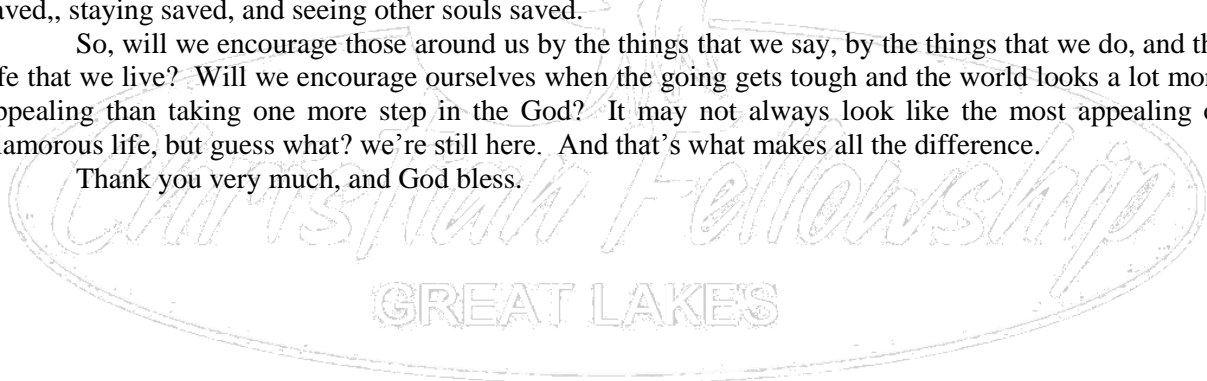 aved,, staying saved, and seeing other souls saved.
So, will we encourage those around us by the things that we say, by the things that we do, and th
fe that we live? Will we encourage ourselves when the going gets tough and the world looks a lot mor
ppealing than taking one more step in the God? It may not always look like the most appealing o
lamorous life, but guess what? we're still here. And that's what makes all the difference.
Thank you very much, and God bless.
Christian Fellowship
GREAT LAKES